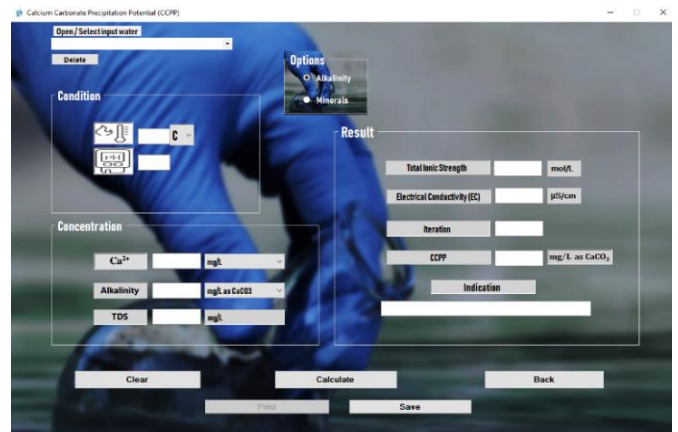 Calcium Carbonate Precipitation Potential (CCPP)
Open / Select input water
Delete
Options
Alkalinity
Minorals
Condition
C
pH
Result
Total Ionic Strength
mol/L
Electrical Conductivity (EC)
µS/cm
Iteration
CCPP
mg/L as CaCO₃
Indication
Concentration
Ca²⁺
mg/L
Alkalinity
mg/L as CaCO3
TDS
mg/L
Clear
Calculate
Back
Print
Save